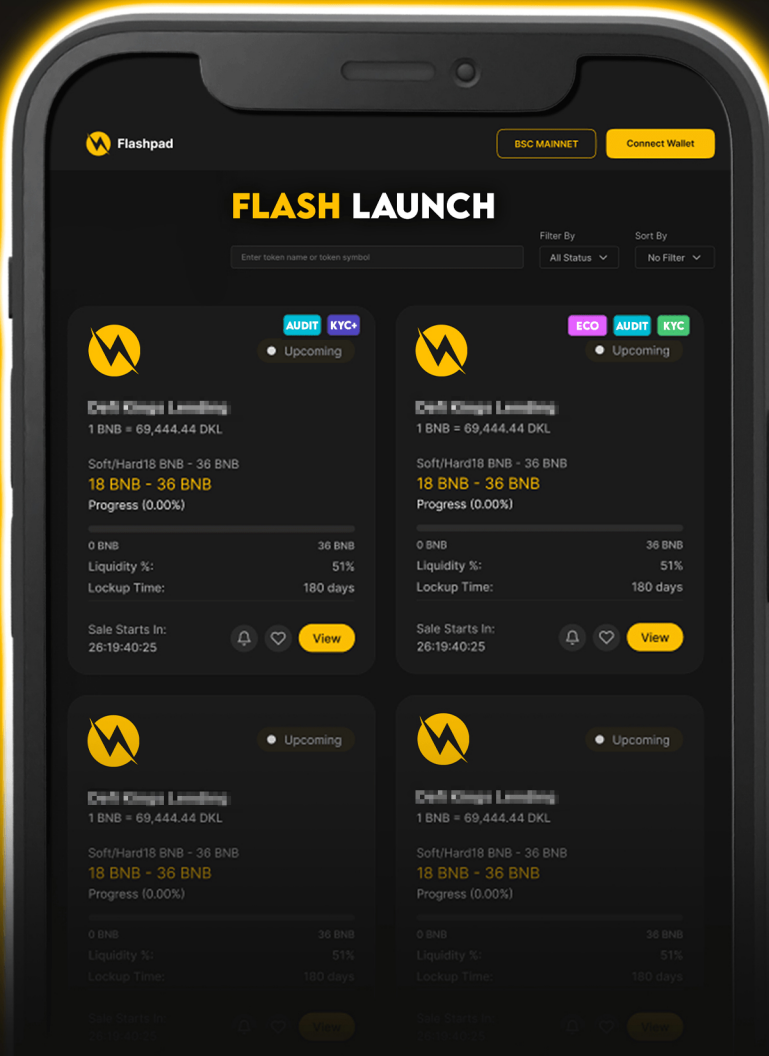 Flashpad
BSC MAINNET
Connect Wallet
FLASH LAUNCH
Filter By
Sort By
Enter token name or token symbol
All Status
No Filter
AUDIT KYC+
Upcoming
1 BNB = 69,444.44 DKL
Soft/Hard18 BNB - 36 BNB
18 BNB - 36 BNB
Progress (0.00%)
0 BNB 36 BNB
Liquidity %: 51%
Lockup Time: 180 days
Sale Starts In:
26:19:40:25
View
ECO AUDIT KYC
Upcoming
1 BNB = 69,444.44 DKL
Soft/Hard18 BNB - 36 BNB
18 BNB - 36 BNB
Progress (0.00%)
0 BNB 36 BNB
Liquidity %: 51%
Lockup Time: 180 days
Sale Starts In:
26:19:40:25
View
Upcoming
1 BNB = 69,444.44 DKL
Soft/Hard18 BNB - 36 BNB
18 BNB - 36 BNB
Progress (0.00%)
0 BNB 36 BNB
Liquidity %: 51%
Lockup Time: 180 days
Sale Starts In:
View
Upcoming
1 BNB = 69,444.44 DKL
Soft/Hard18 BNB - 36 BNB
18 BNB - 36 BNB
Progress (0.00%)
0 BNB 36 BNB
Liquidity %: 51%
Lockup Time: 180 days
Sale Starts In:
View